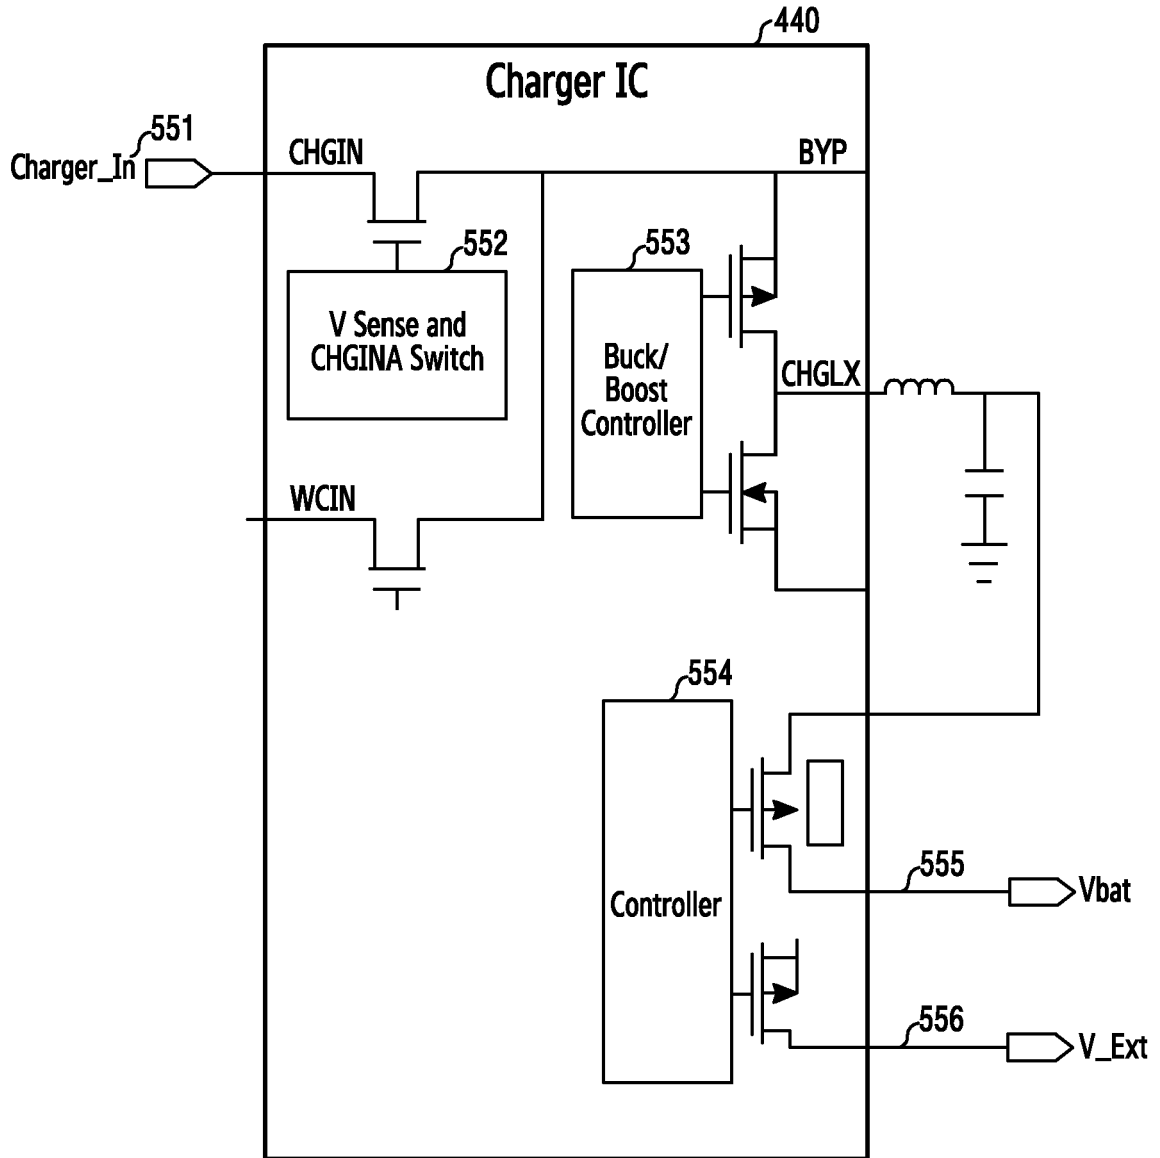 440
Charger IC
551
Charger_In
CHGIN
BYP
552
553
V Sense and
CHGINA Switch
Buck/
Boost
Controller
CHGLX
WCIN
554
Controller
555
Vbat
556
V_Ext